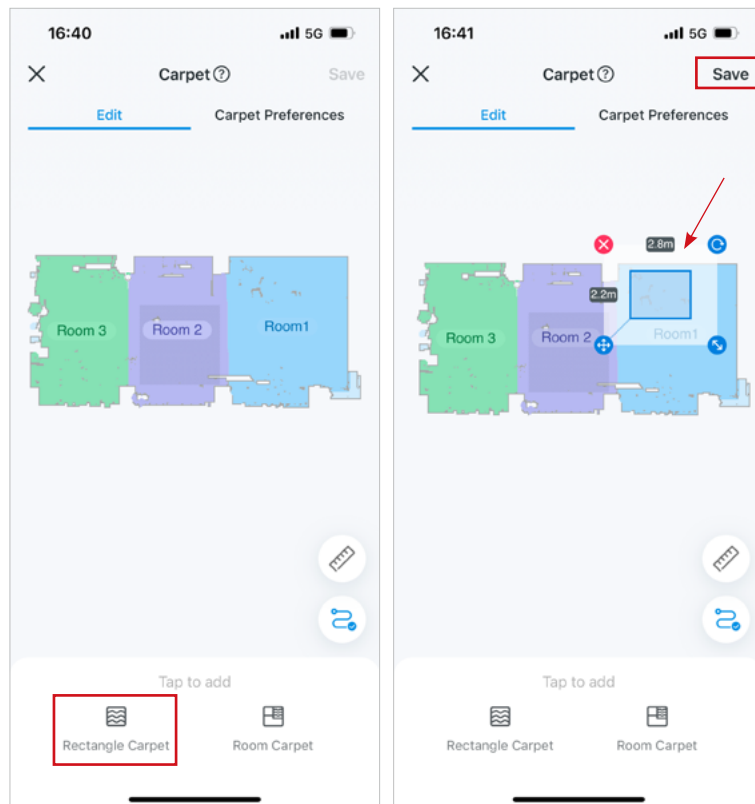 16:40 5G
Carpet? Save
Edit Carpet Preferences
Room 3 Room 2 Room1
Tap to add
Rectangle Carpet Room Carpet
16:41 5G
Carpet? Save
Edit Carpet Preferences
2.8m
2.2m
Room 3 Room 2 Room1
Tap to add
Rectangle Carpet Room Carpet